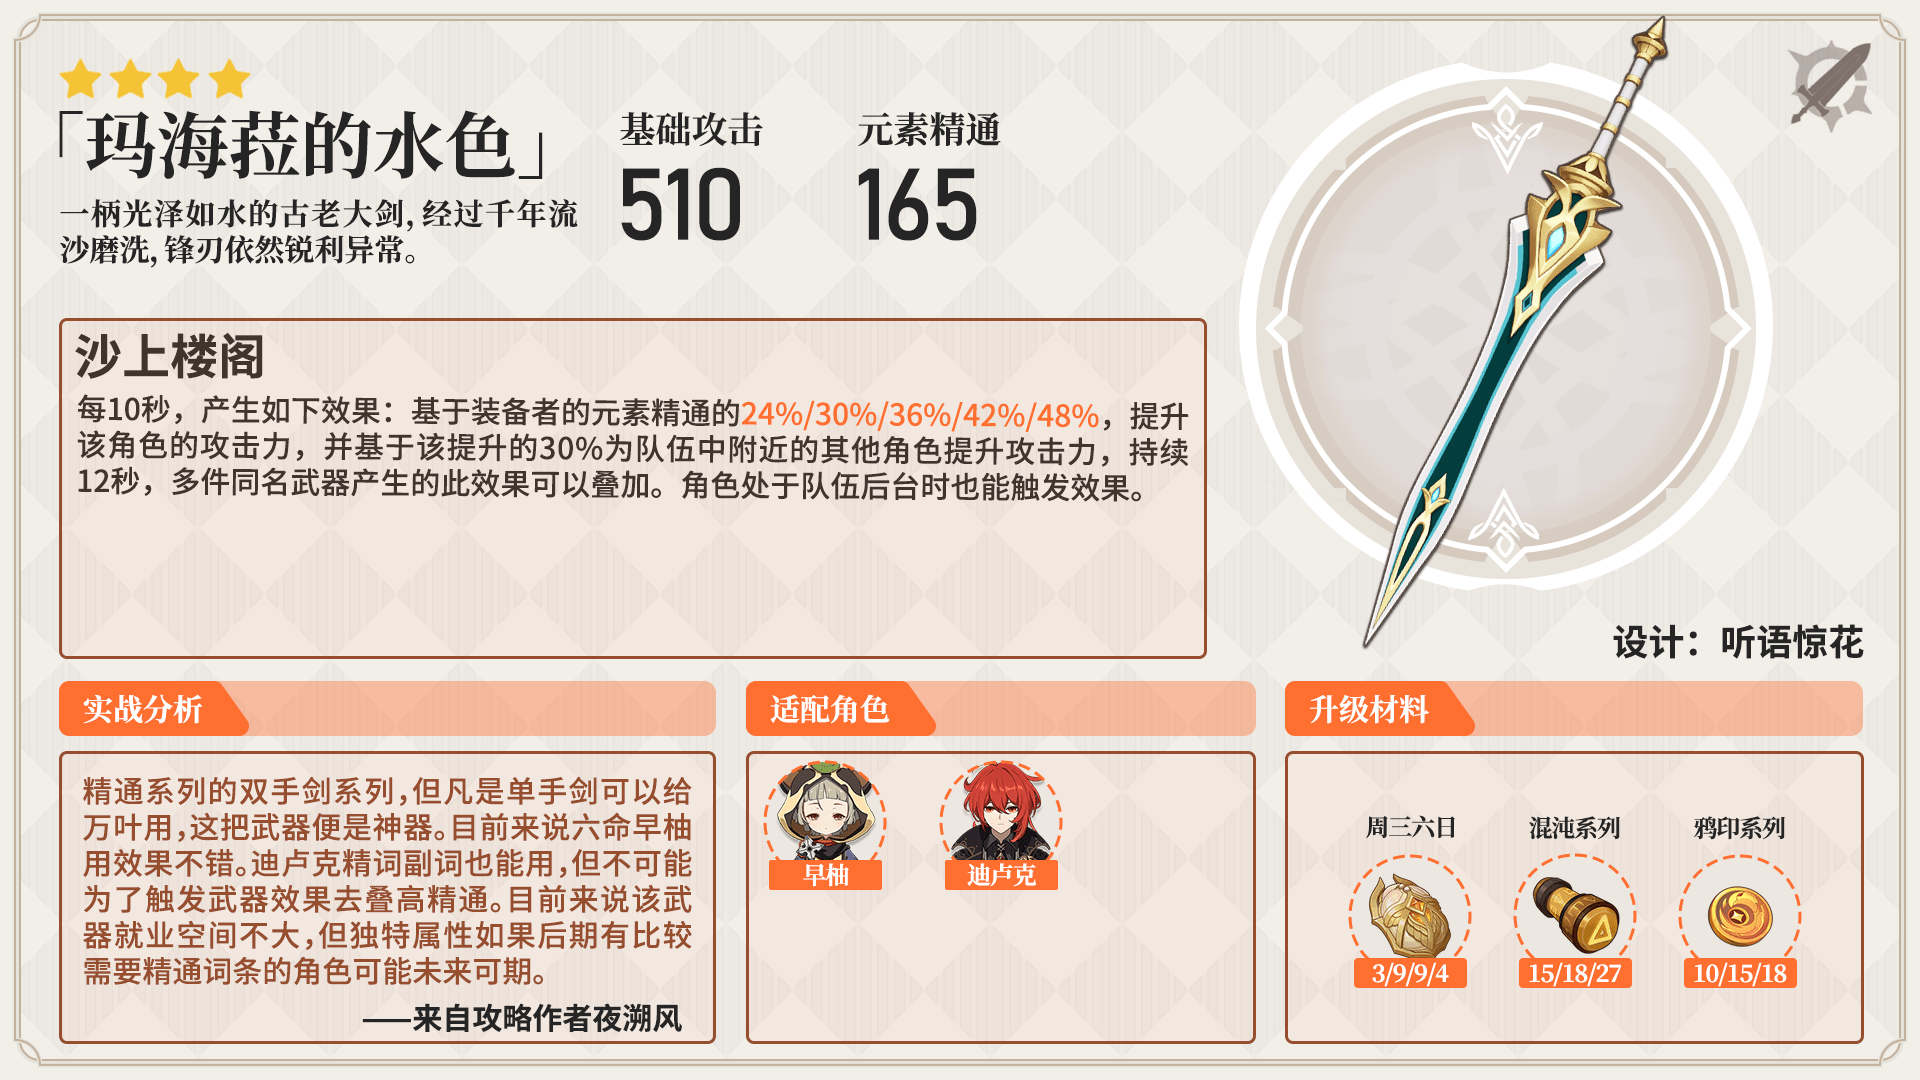 「玛海菈的水色」
一柄光泽如水的古老大剑,经过千年流
沙磨洗,锋刃依然锐利异常。
基础攻击
510
元素精通
165
沙上楼阁
每10秒，产生如下效果：基于装备者的元素精通的24%/30%/36%/42%/48%，提升
该角色的攻击力，并基于该提升的30%为队伍中附近的其他角色提升攻击力，持续
12秒，多件同名武器产生的此效果可以叠加。角色处于队伍后台时也能触发效果。
设计：听语惊花
实战分析
精通系列的双手剑系列,但凡是单手剑可以给
万叶用,这把武器便是神器。目前来说六命早柚
用效果不错。迪卢克精词副词也能用,但不可能
为了触发武器效果去叠高精通。目前来说该武
器就业空间不大,但独特属性如果后期有比较
需要精通词条的角色可能未来可期。
——来自攻略作者夜溯风
适配角色
早柚
迪卢克
升级材料
周三六日
3/9/9/4
混沌系列
15/18/27
鸦印系列
10/15/18